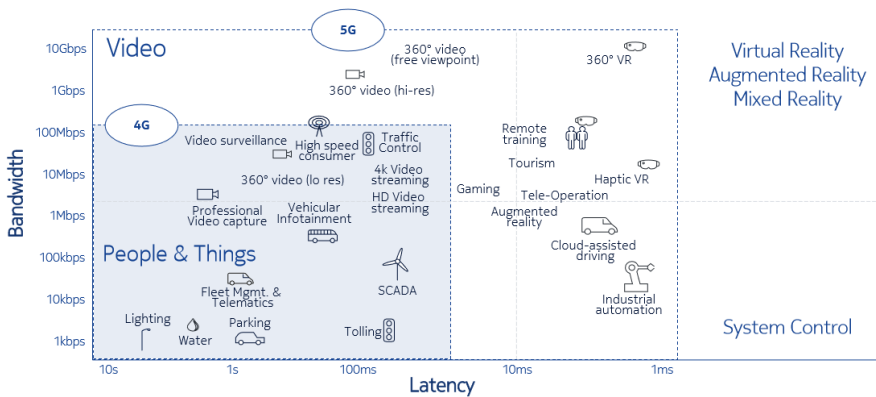 5G
10Gbps
Video
360° video
(free viewpoint)
360° VR
Virtual Reality
Augmented Reality
Mixed Reality
1Gbps
360° video (hi-res)
4G
100Mbps
Video surveillance
High speed
consumer
Traffic
Control
Remote
training
Tourism
10Mbps
360° video (lo res)
4k Video
streaming
Haptic VR
Gaming
Tele-Operation
HD Video
streaming
1Mbps
Professional
Video capture
Vehicular
Infotainment
Augmented
reality
Bandwidth
People & Things
100kbps
Cloud-assisted
driving
SCADA
Fleet Mgmt. &
Telematics
10kbps
Industrial
automation
Lighting
Water
Parking
Tolling
System Control
1kbps
10s
1s
100ms
10ms
1ms
Latency